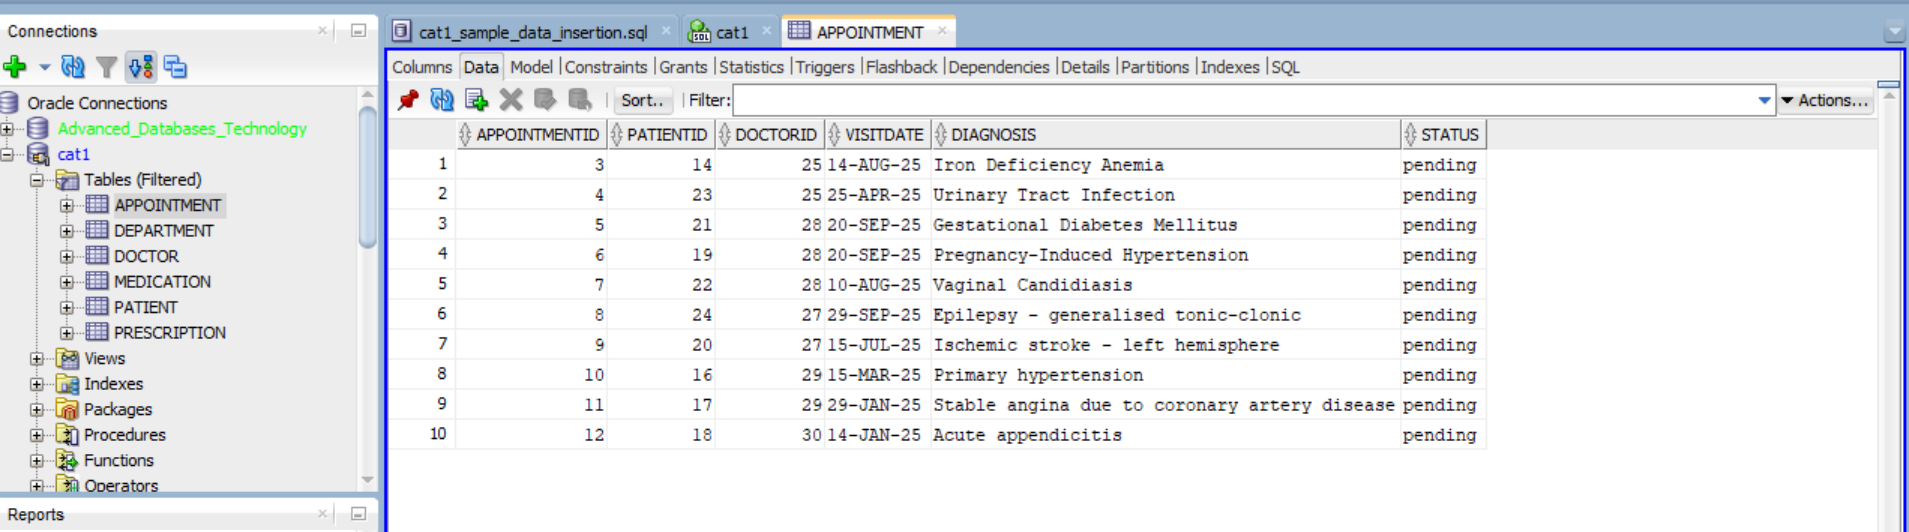 Connections
Oracle Connections
Advanced_Databases_Technology
cat1
Tables (Filtered)
APPOINTMENT
DEPARTMENT
DOCTOR
MEDICATION
PATIENT
PRESCRIPTION
Views
Indexes
Packages
Procedures
Functions
Operators
Reports
cat1_sample_data_insertion.sql cat1 APPOINTMENT
Columns Data Model Constraints Grants Statistics Triggers Flashback Dependencies Details Partitions Indexes SQL
Sort.. Filter: Actions...
APPOINTMENTID PATIENTID DOCTORID VISITDATE DIAGNOSIS STATUS
1 3 14 25 14-AUG-25 Iron Deficiency Anemia pending
2 4 23 25 25-APR-25 Urinary Tract Infection pending
3 5 21 28 20-SEP-25 Gestational Diabetes Mellitus pending
4 6 19 28 20-SEP-25 Pregnancy-Induced Hypertension pending
5 7 22 28 10-AUG-25 Vaginal Candidiasis pending
6 8 24 27 29-SEP-25 Epilepsy - generalised tonic-clonic pending
7 9 20 27 15-JUL-25 Ischemic stroke - left hemisphere pending
8 10 16 29 15-MAR-25 Primary hypertension pending
9 11 17 29 29-JAN-25 Stable angina due to coronary artery disease pending
10 12 18 30 14-JAN-25 Acute appendicitis pending